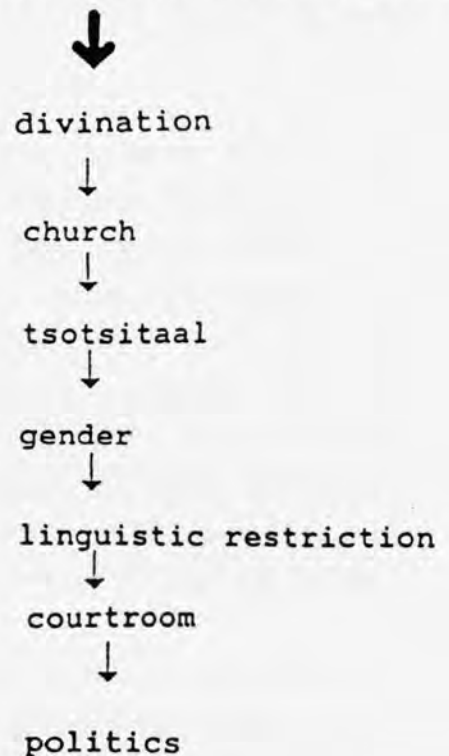 divination
church
tsotsitaal
gender
linguistic restriction
courtroom
politics